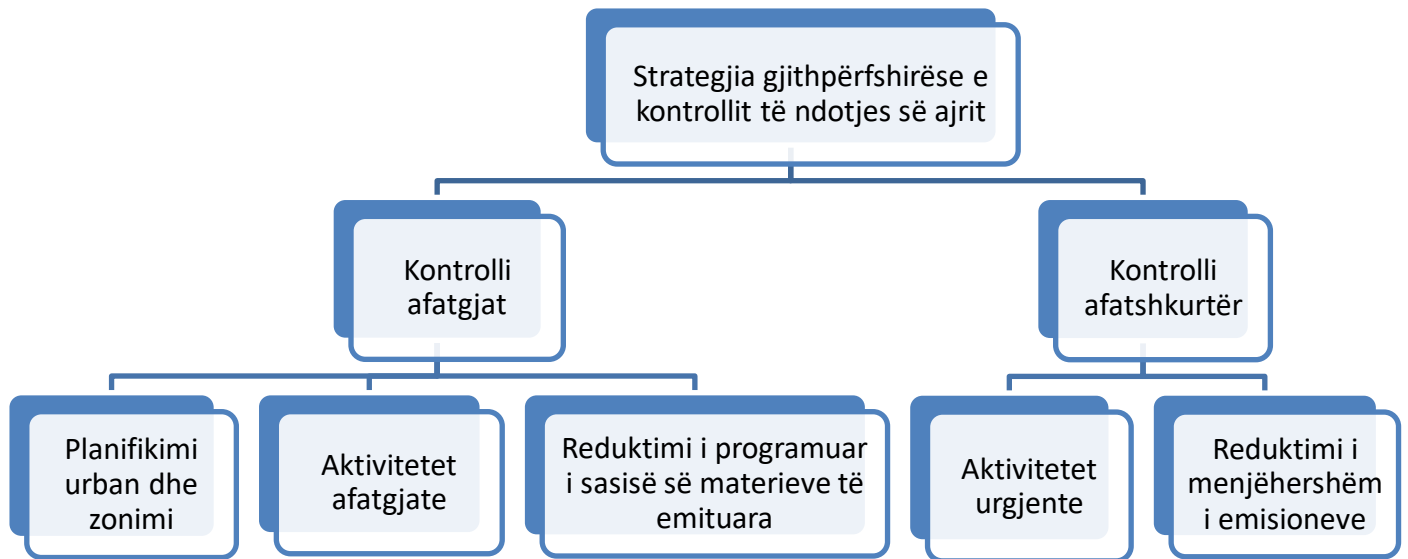 Strategjia gjithpërfshirëse e
kontrollit të ndotjes së ajrit
Kontrolli
afatgjat
Kontrolli
afatshkurtër
Planifikimi
urban dhe
zonimi
Aktivitetet
afatgjate
Reduktimi i programuar
i sasisë së materieve të
emituara
Aktivitetet
urgjente
Reduktimi i
menjëhershëm
i emisioneve